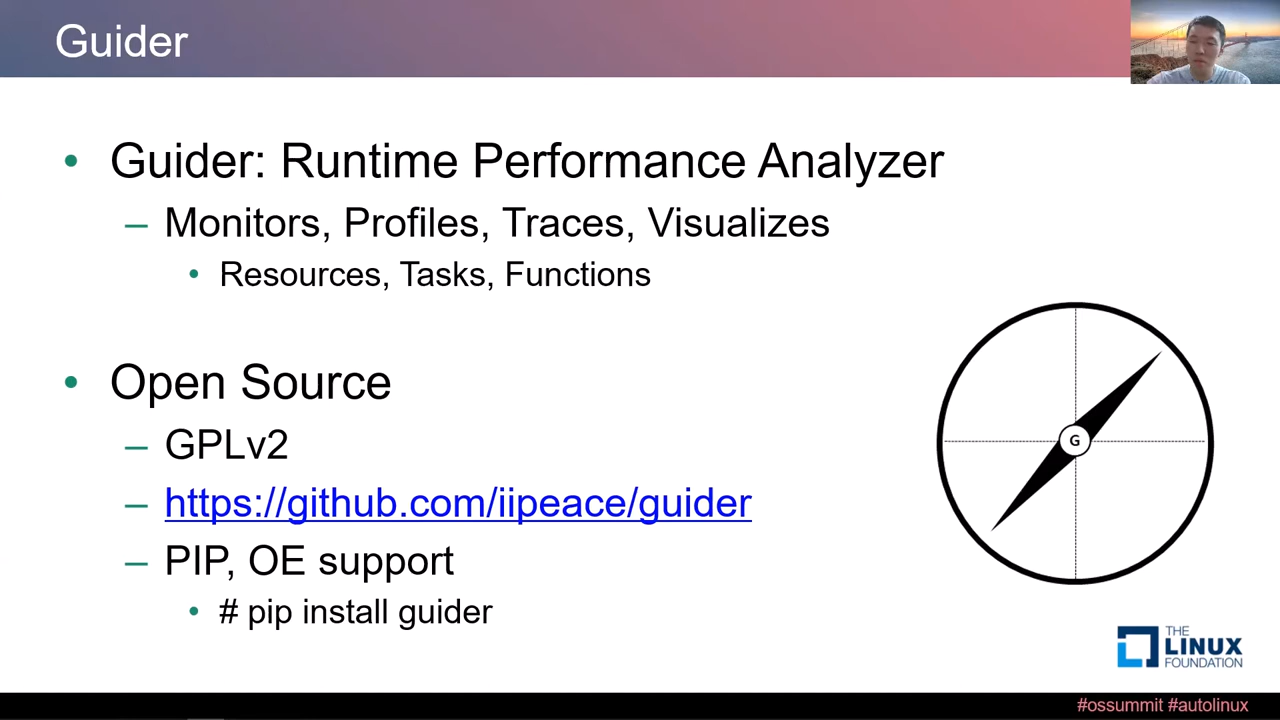 Guider
• Guider: Runtime Performance Analyzer
– Monitors, Profiles, Traces, Visualizes
• Resources, Tasks, Functions
• Open Source
– GPLv2
– https://github.com/iipeace/guider
– PIP, OE support
• # pip install guider
G
THE
LINUX
FOUNDATION
#ossummit #autolinux